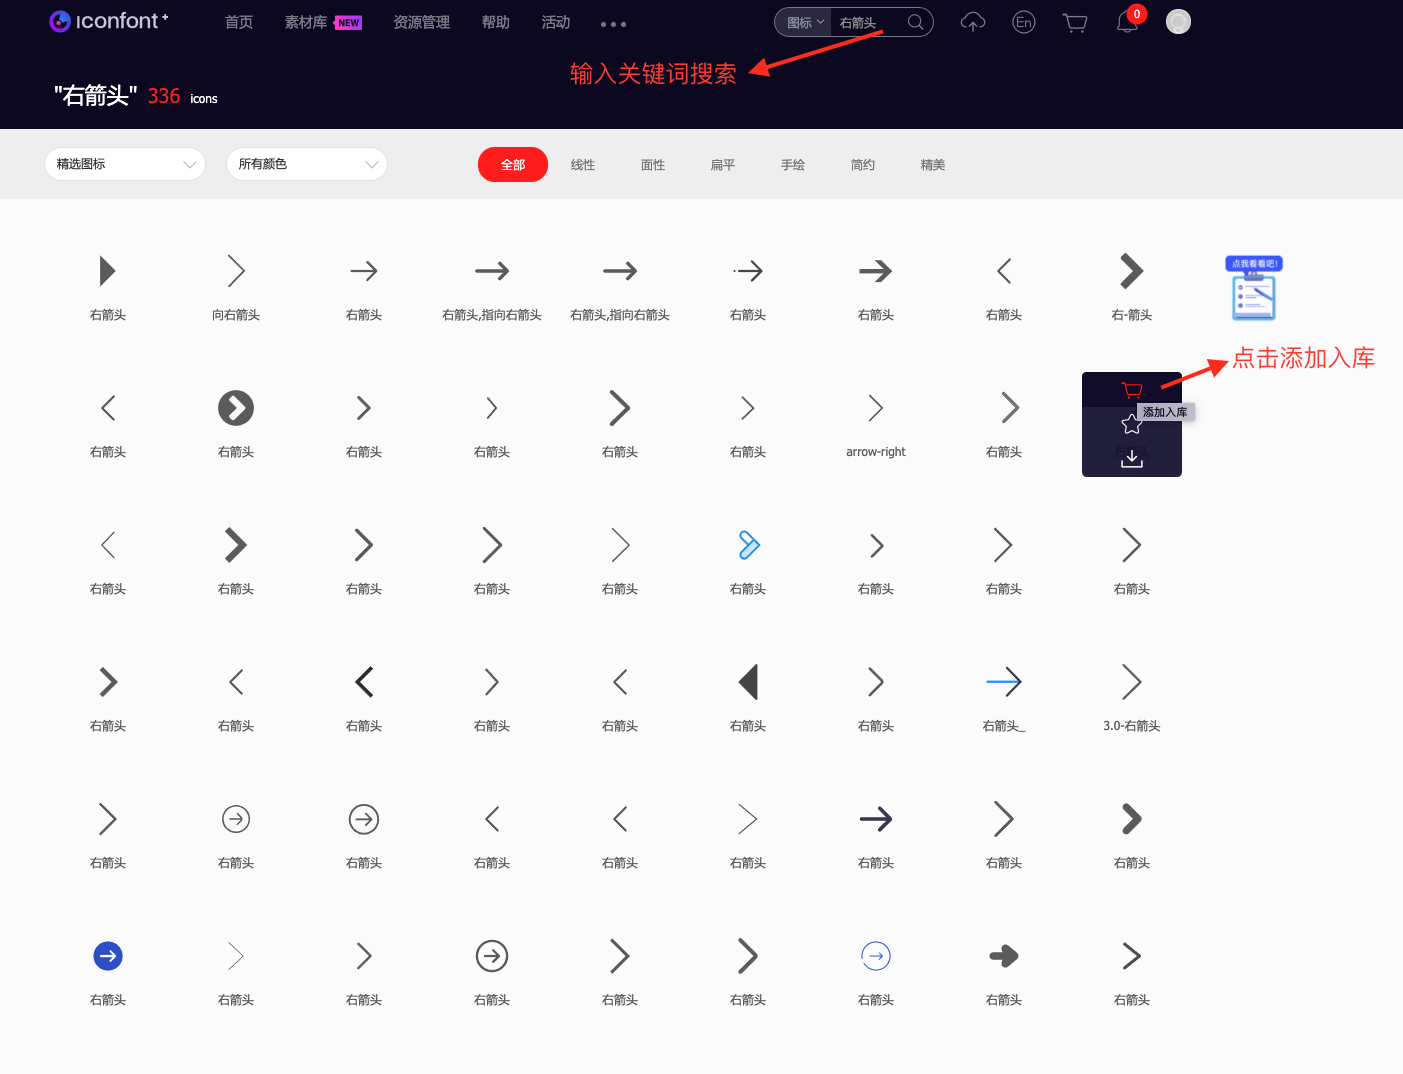 iconfont+ 首页 素材库 NEW 资源管理 帮助 活动 图标 右箭头 En 0
输入关键词搜索
"右箭头" 336 icons
精选图标 所有颜色 全部 线性 面性 扁平 手绘 简约 精美
点我看看吧!
右箭头 向右箭头 右箭头 右箭头,指向右箭头 右箭头,指向右箭头 右箭头 右箭头 右箭头 右-箭头
点击添加入库
添加入库
右箭头 右箭头 右箭头 右箭头 右箭头 右箭头 arrow-right 右箭头 右箭头
右箭头 右箭头 右箭头 右箭头 右箭头 右箭头 右箭头 右箭头 右箭头
右箭头 右箭头 右箭头 右箭头 右箭头 右箭头 右箭头 右箭头_ 3.0-右箭头
右箭头 右箭头 右箭头 右箭头 右箭头 右箭头 右箭头 右箭头 右箭头
右箭头 右箭头 右箭头 右箭头 右箭头 右箭头 右箭头 右箭头 右箭头